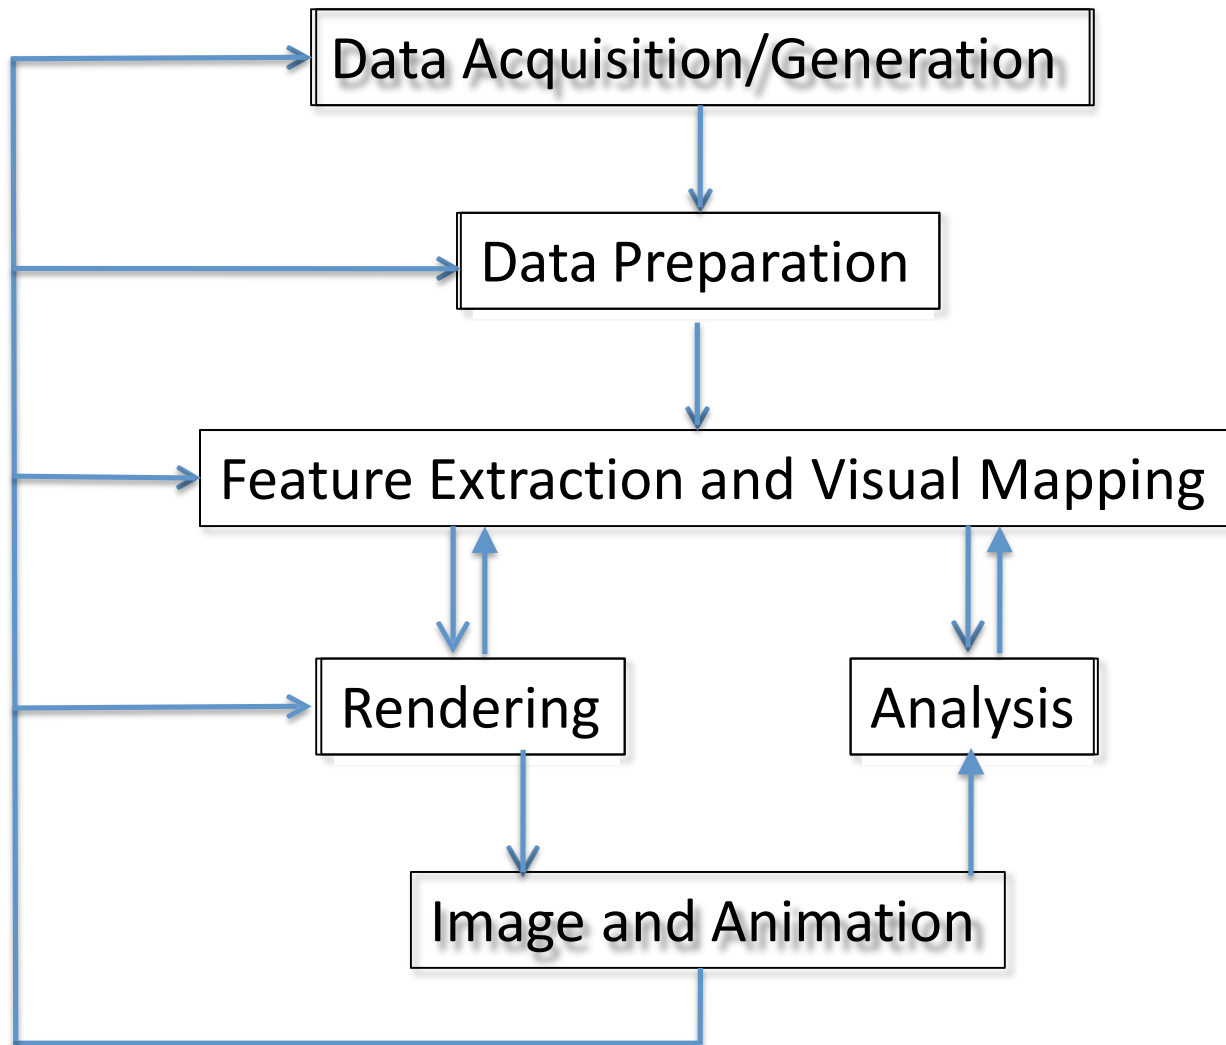 Data Acquisition/Generation
Data Preparation
Feature Extraction and Visual Mapping
Rendering
Analysis
Image and Animation